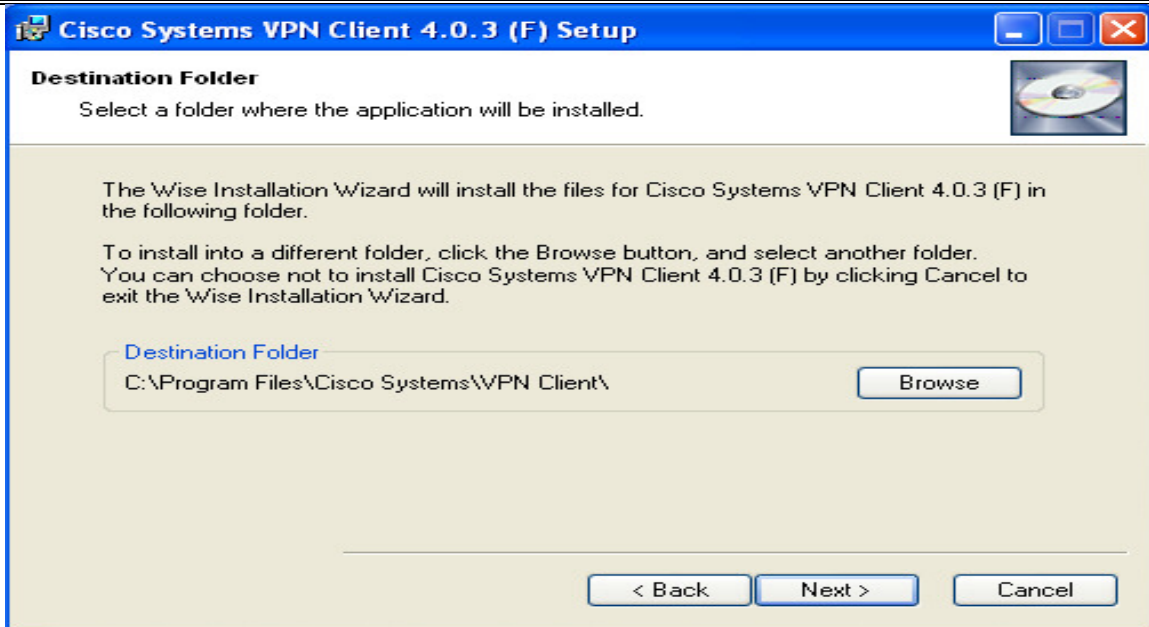 Cisco Systems VPN Client 4.0.3 (F) Setup
Destination Folder
Select a folder where the application will be installed.
The Wise Installation Wizard will install the files for Cisco Systems VPN Client 4.0.3 (F) in
the following folder.
To install into a different folder, click the Browse button, and select another folder.
You can choose not to install Cisco Systems VPN Client 4.0.3 (F) by clicking Cancel to
exit the Wise Installation Wizard.
Destination Folder
C:\Program Files\Cisco Systems\VPN Client\
Browse
< Back
Next >
Cancel